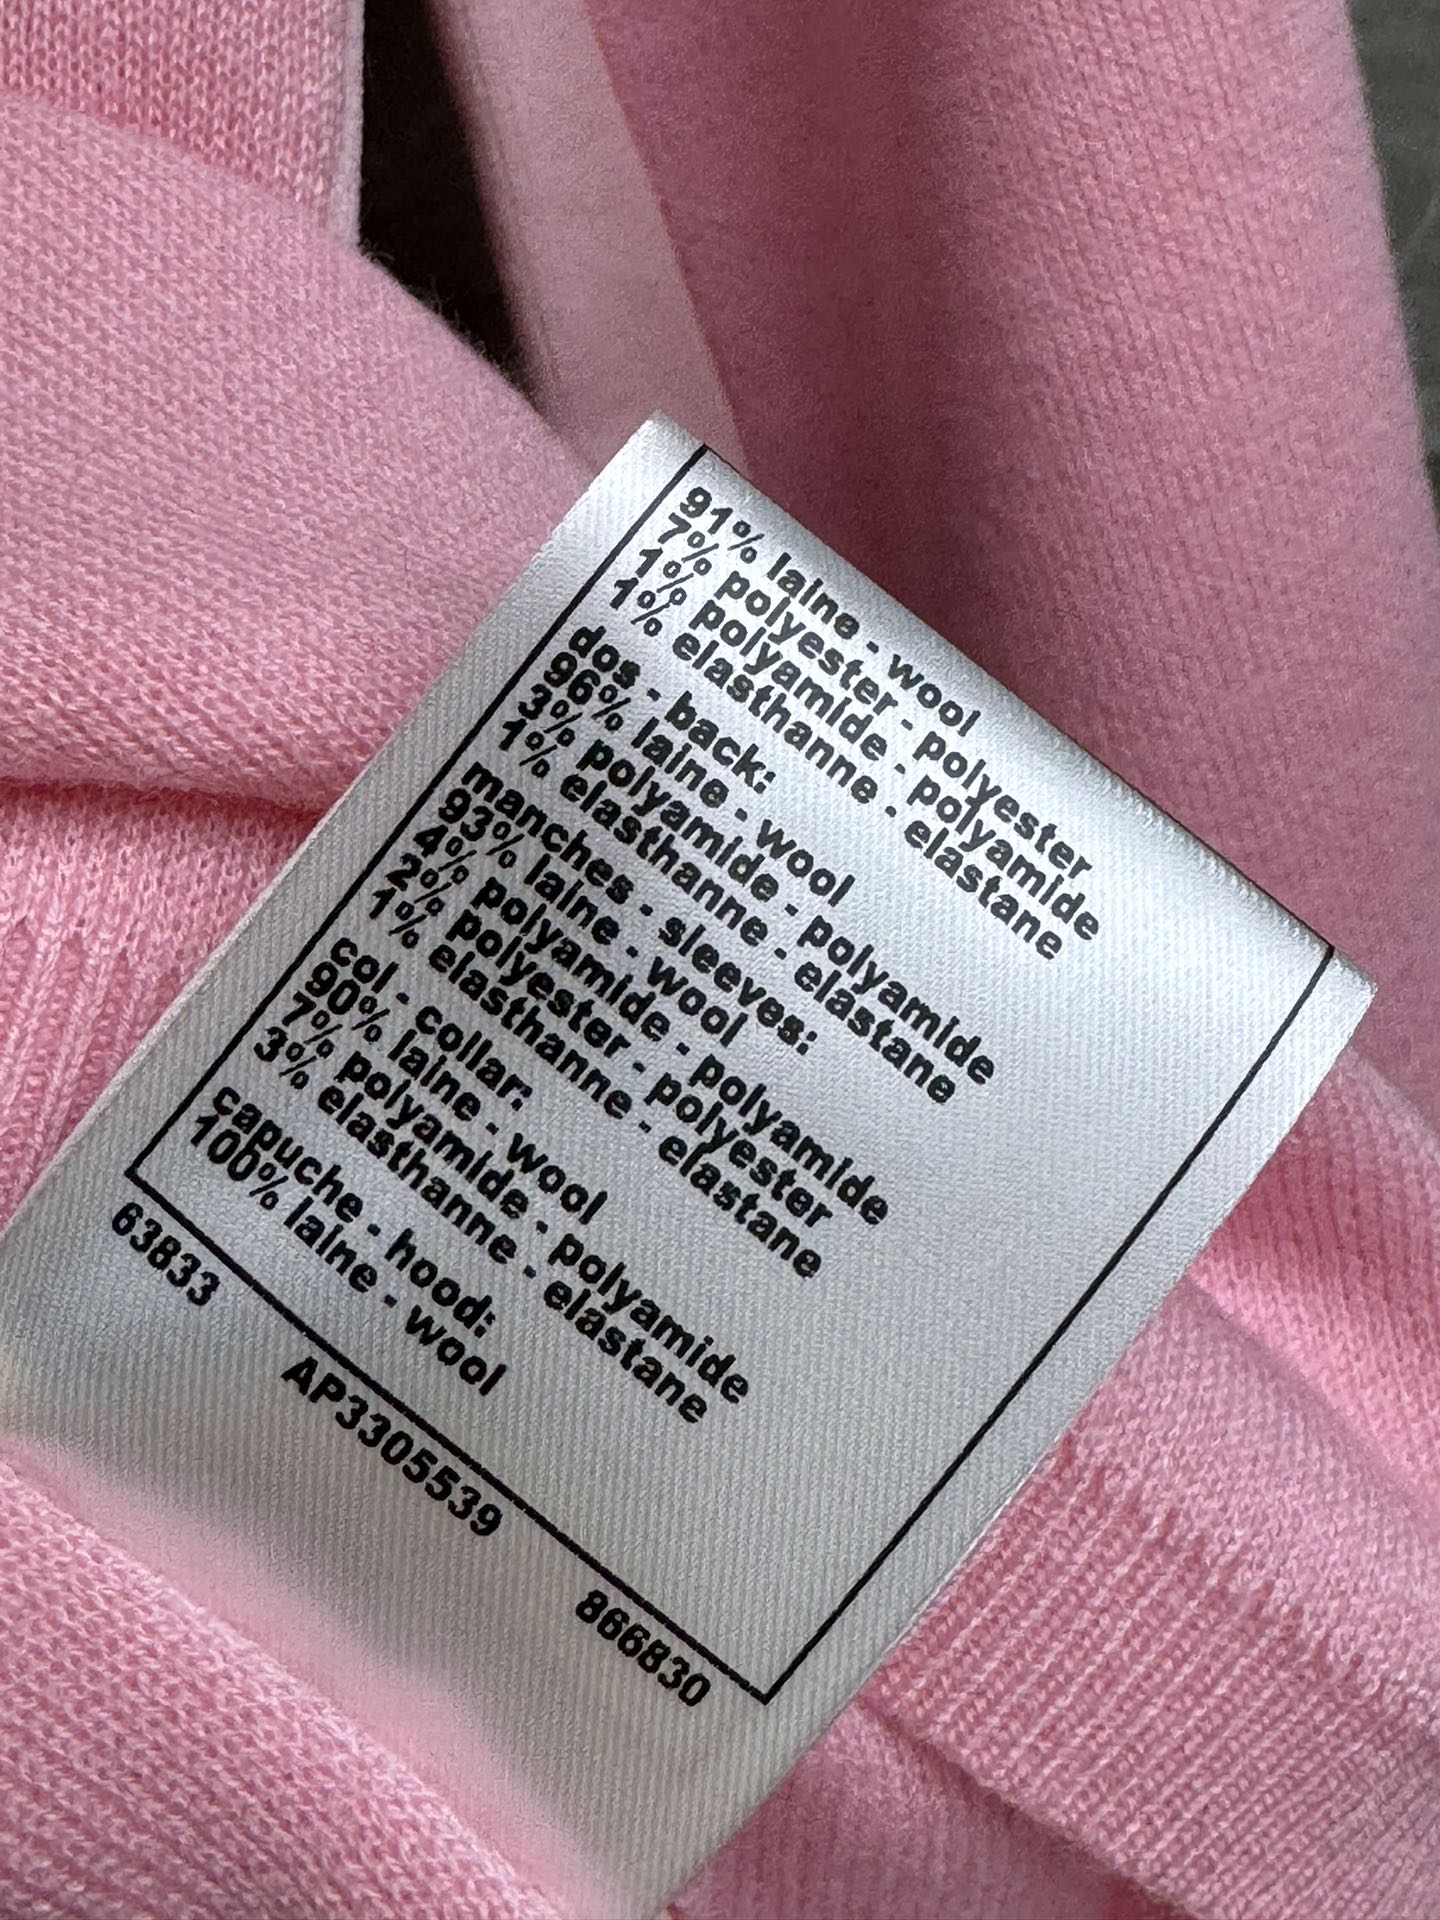 91% laine - wool
7% polyester - polyester
1% polyamide - polyamide
1% elasthanne - elastane
dos - back:
96% laine - wool
3% polyamide - polyamide
1% elasthanne - elastane
manches - sleeves:
93% laine - wool
4% polyamide - polyamide
2% polyester - polyester
1% elasthanne - elastane
col - collar:
90% laine - wool
7% polyamide - polyamide
3% elasthanne - elastane
capuche - hood:
100% laine - wool
63833 AP3305539 866830